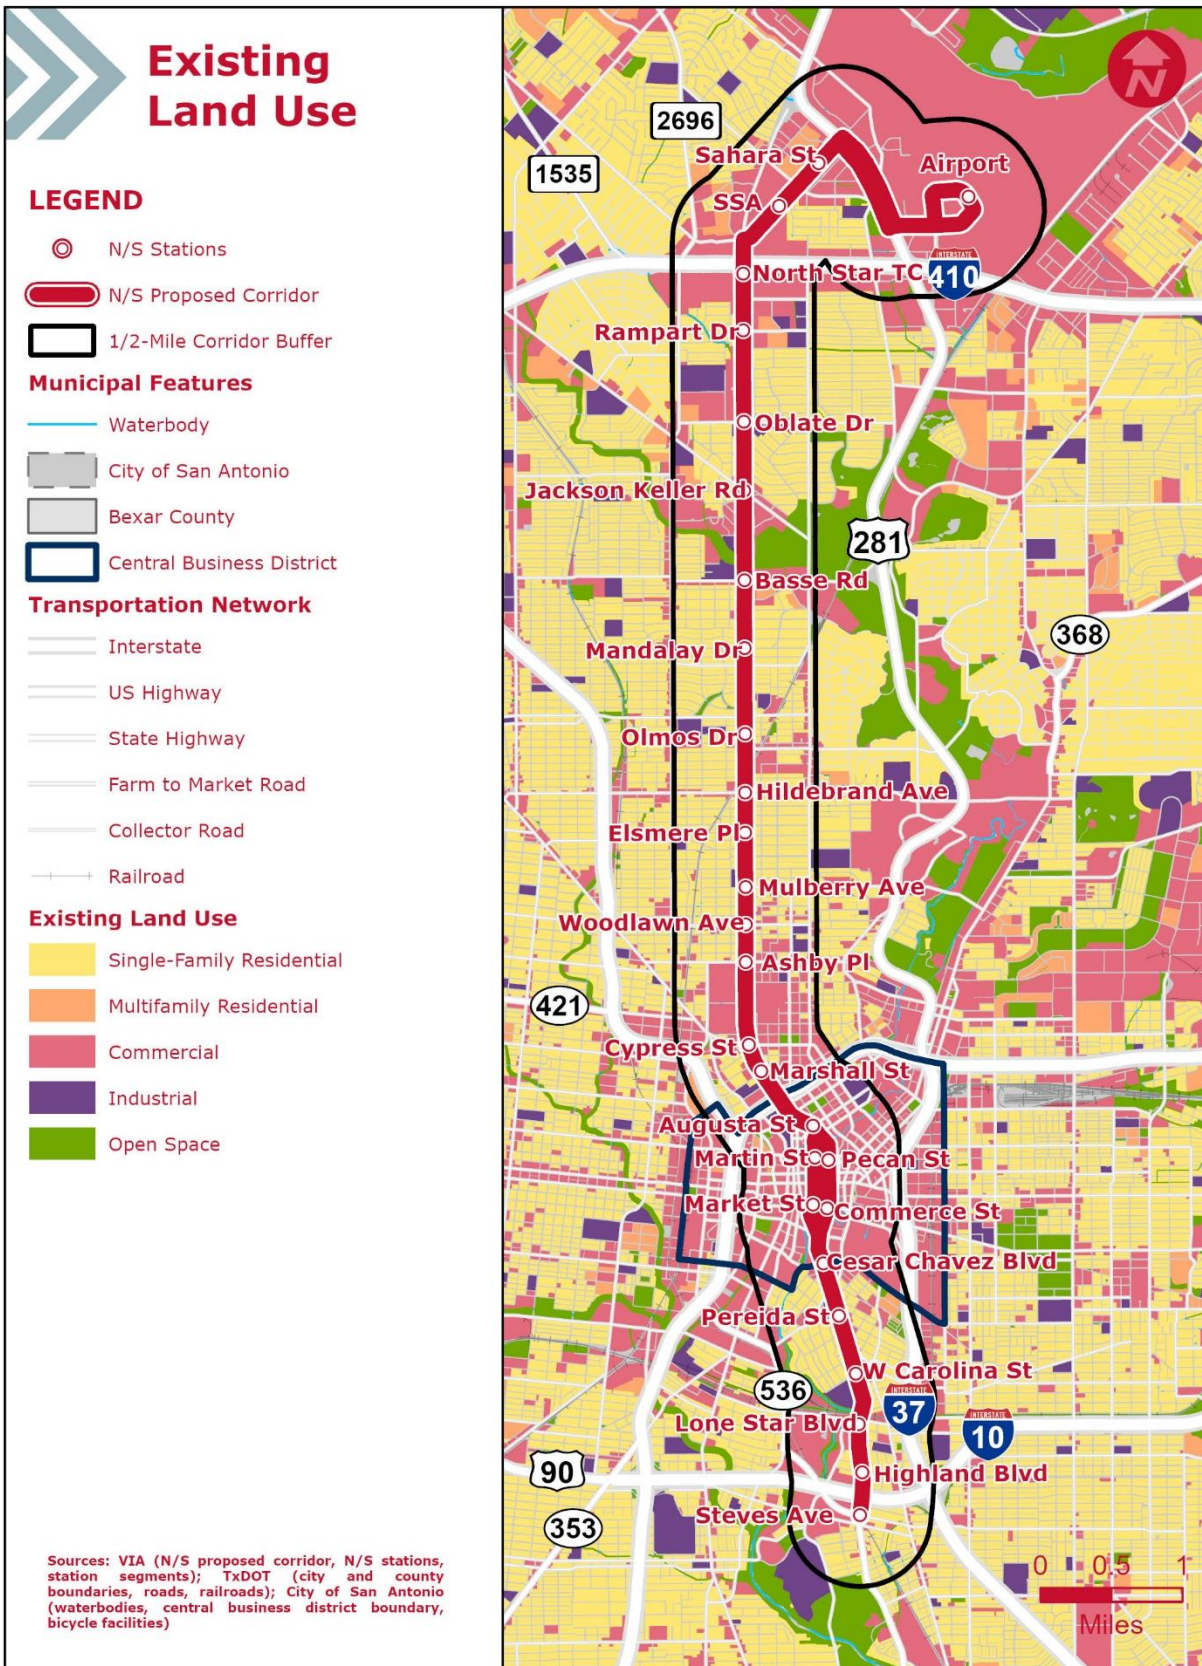 Existing
Land Use
LEGEND
N/S Stations
N/S Proposed Corridor
1/2-Mile Corridor Buffer
Municipal Features
Waterbody
City of San Antonio
Bexar County
Central Business District
Transportation Network
Interstate
US Highway
State Highway
Farm to Market Road
Collector Road
Railroad
Existing Land Use
Single-Family Residential
Multifamily Residential
Commercial
Industrial
Open Space
Sources: VIA (N/S proposed corridor, N/S stations,
station segments); TxDOT (city and county
boundaries, roads, railroads); City of San Antonio
(waterbodies, central business district boundary,
bicycle facilities)
N
2696
Sahara St
Airport
1535
SSA
North Star TC
INTERSTATE
410
Rampart Dr
Oblate Dr
Jackson Keller Rd
281
Basse Rd
368
Mandalay Dr
Olmos Dr
Hildebrand Ave
Elsmere Pl
Mulberry Ave
Woodlawn Ave
Ashby Pl
421
Cypress St
Marshall St
Augusta St
Martin St
Pecan St
Market St
Commerce St
Cesar Chavez Blvd
Pereida St
W Carolina St
536
INTERSTATE
37
Lone Star Blvd
INTERSTATE
10
90
Highland Blvd
Steves Ave
353
0 0.5 1
Miles